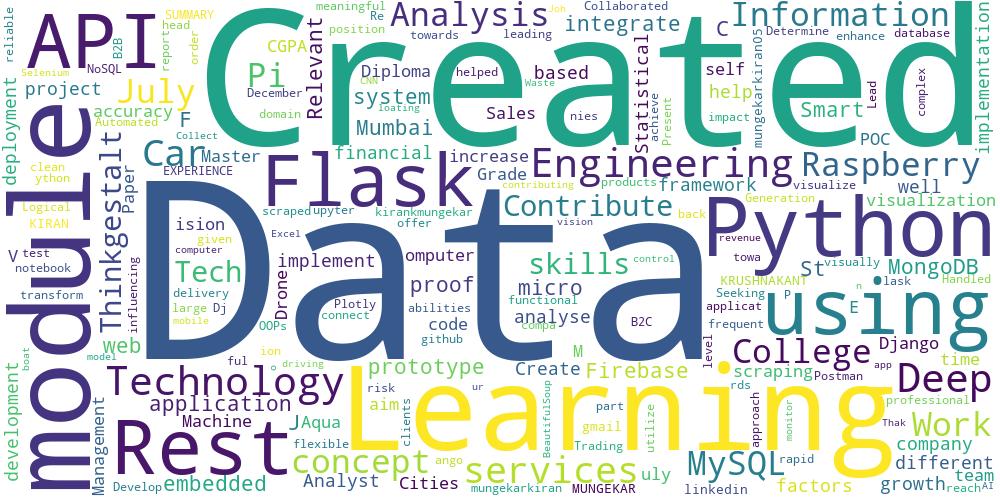 Created
Data
Learning
module
Python
using
Flask
Rest
API
Engineering
Technology
Analysis
Information
Raspberry
Deep
MySQL
services
concept
College
Contribute
skills
Work
July
Car
Pi
Tech
Thinkgestalt
Relevant
Statistical
integrate
C
implementation
SUMMARY
meaningful
Re
position
Collaborated
towards
leading
Job
Determine
enhance
database
reliable
B2B
NoSQL
report
head
order
CGPA
December
domain
Diploma
system
Mumbai
financial
helped
CNN
Waste
based
Sales
nies
loating
increase
Grade
self
help
impact
achieve
Present
mungekarkiran05
Smart
POC
Lead
complex
Selenium
project
accuracy
Automated
deployment
F
Collect
clean
ython
Logical
KIRAN
Paper
Master
EXPERIENCE
V
test
notebook
transform
influencing
ision
given
computer
delivery
large
Dj
mobile
Drone
OOPs
scraped
upyter
kirankmungekar
offer
Excel
implement
Plotly
connect
omputer
proof
abilities
code
github
contributing
products
framework
vision
control
micro
analyse
functional
compa
B2C
back
Generation
visualize
well
visualization
revenue
towa
KRUSHNAKANT
Seeking
P
St
visually
MongoDB
Handled
n
lask
E
applicat
frequent
level
Django
time
scraping
Postman
app
rds
professional
web
model
boat
ful
ion
o
driving
prototype
M
Create
Firebase
application
Machine
risk
aim
J
Aqua
flexible
clients
ur
BeautifulSoup
part
gmail
Trading
utilize
approach
monitor
Thak
company
different
team
growth
reach
AI
factors
rapid
linkedin
development
Management
Develop
embedded
Analyst
Cities
ango
mungekarkiran
uly
MUNGEKAR